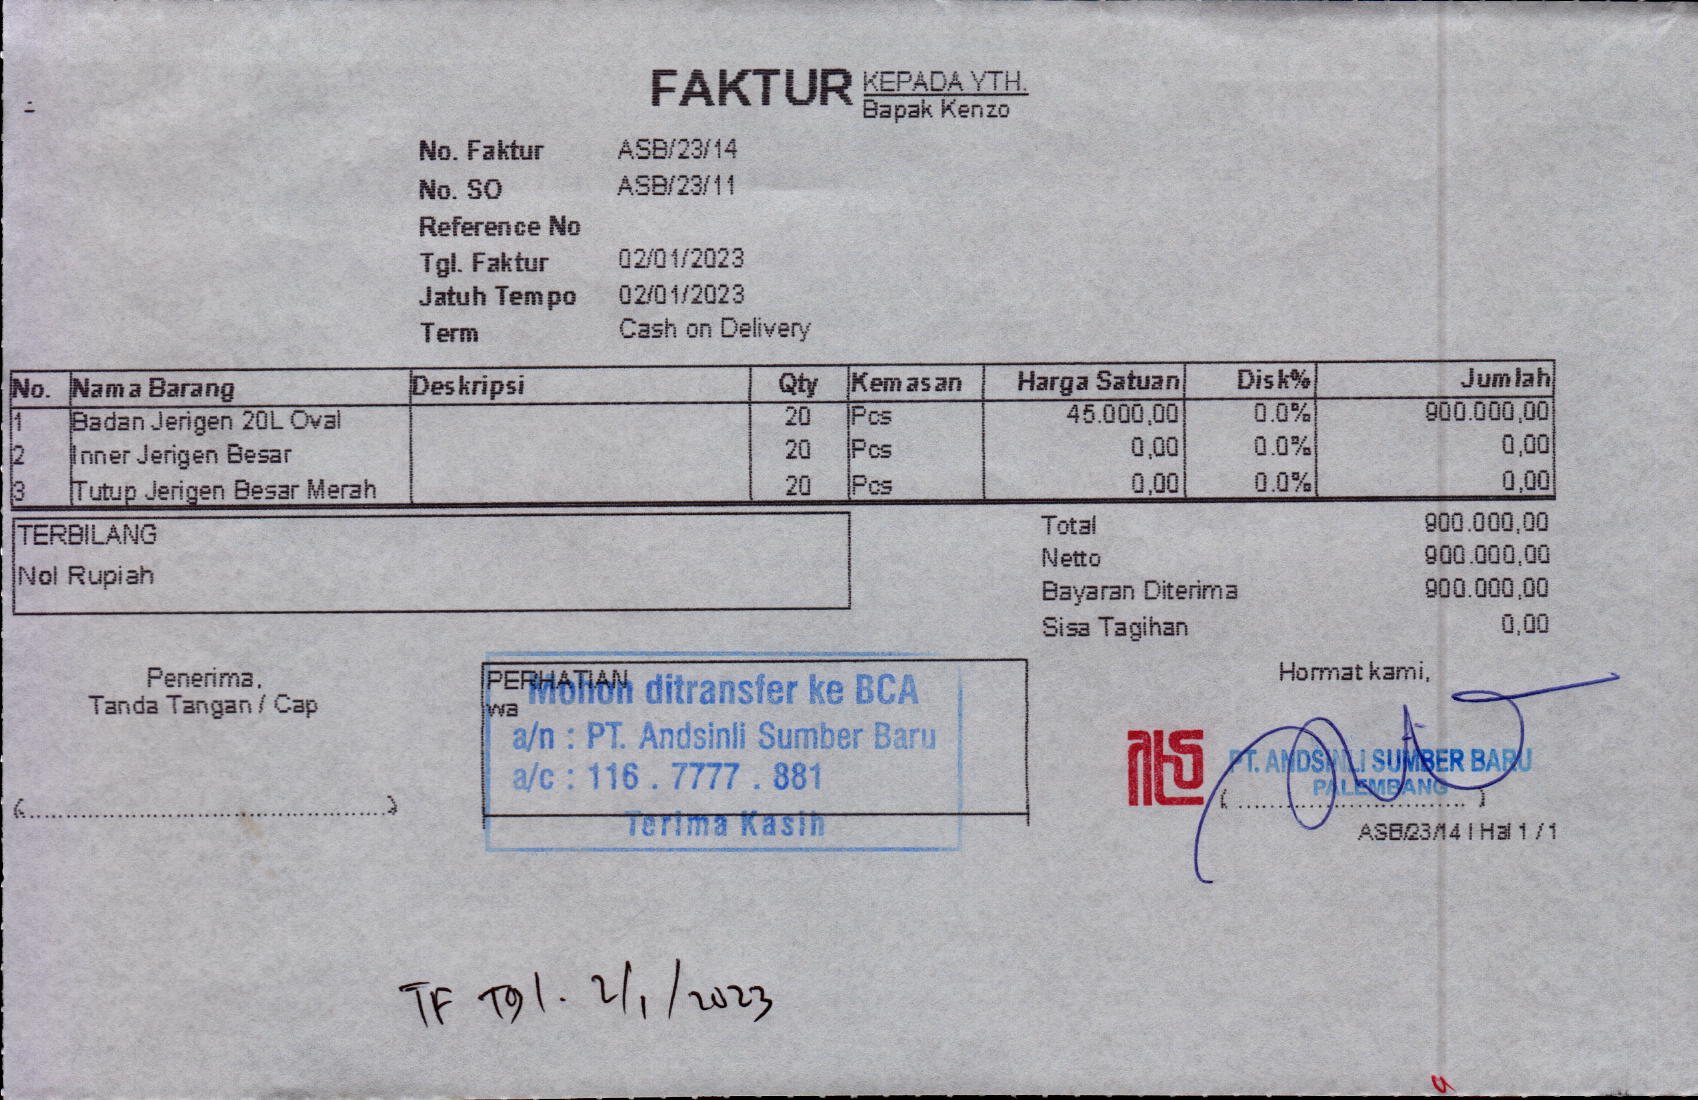 FAKTUR KEPADA YTH.
Bapak Kenzo
No. Faktur ASB/23/14
No. SO ASB/23/11
Reference No
Tgl. Faktur 02/01/2023
Jatuh Tempo 02/01/2023
Term Cash on Delivery
No. Nama Barang Deskripsi Qty Kemasan Harga Satuan Disk% Jumlah
1 Badan Jerigen 20L Oval 20 Pcs 45.000,00 0.0% 900.000,00
2 Inner Jerigen Besar 20 Pcs 0,00 0.0% 0,00
3 Tutup Jerigen Besar Merah 20 Pcs 0,00 0.0% 0,00
TERBILANG
Nol Rupiah
Total 900.000,00
Netto 900.000,00
Bayaran Diterima 900.000,00
Sisa Tagihan 0,00
Penerima,
Tanda Tangan / Cap
(..................................................)
PERHATIAN
wa
Mohon ditransfer ke BCA
a/n : PT. Andsinli Sumber Baru
a/c : 116 . 7777 . 881
Terima Kasih
Hormat kami,
PT. ANDSINLI SUMBER BARU
PALEMBANG
ASB/23/14 | Hal 1 / 1
TF Tgl. 2/1/2023